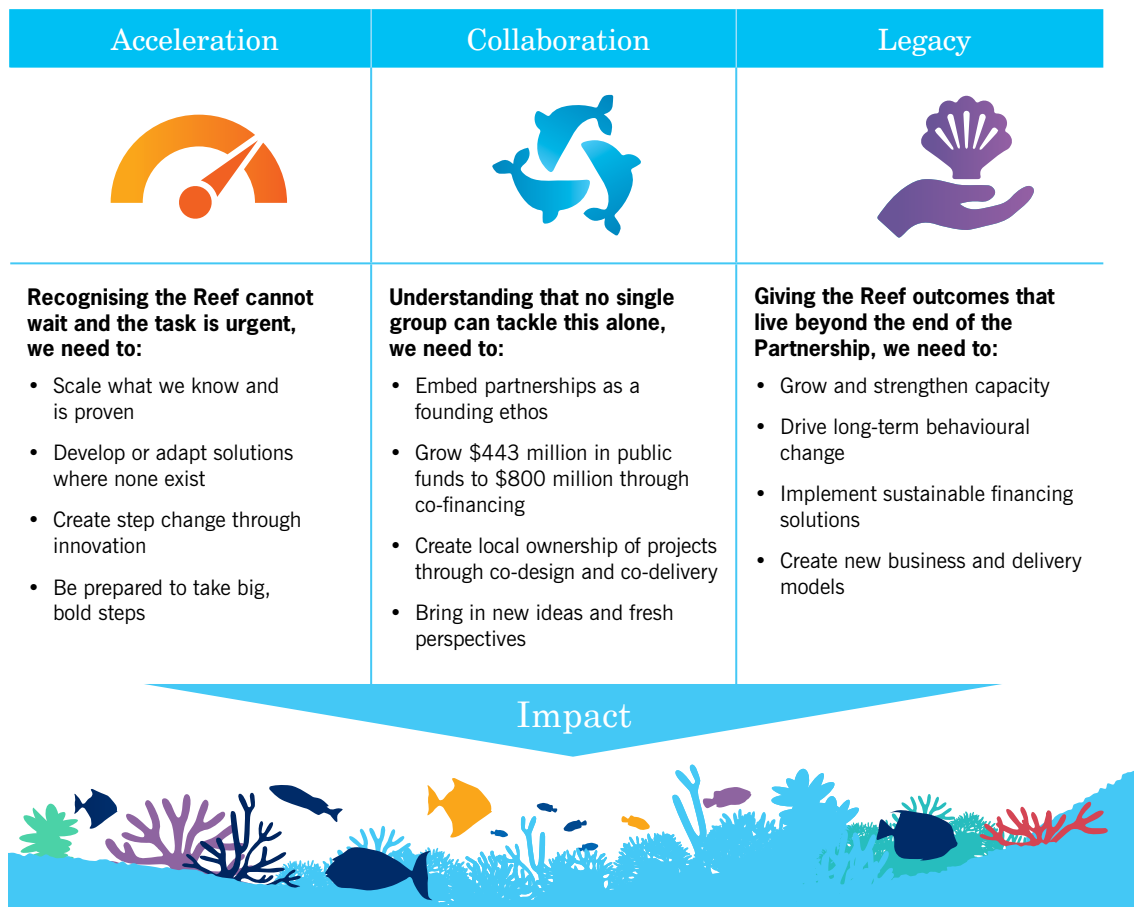 Acceleration
Collaboration
Legacy
Recognising the Reef cannot
wait and the task is urgent,
we need to:
• Scale what we know and
is proven
• Develop or adapt solutions
where none exist
• Create step change through
innovation
• Be prepared to take big,
bold steps
Understanding that no single
group can tackle this alone,
we need to:
• Embed partnerships as a
founding ethos
• Grow $443 million in public
funds to $800 million through
co-financing
• Create local ownership of projects
through co-design and co-delivery
• Bring in new ideas and fresh
perspectives
Giving the Reef outcomes that
live beyond the end of the
Partnership, we need to:
• Grow and strengthen capacity
• Drive long-term behavioural
change
• Implement sustainable financing
solutions
• Create new business and delivery
models
Impact